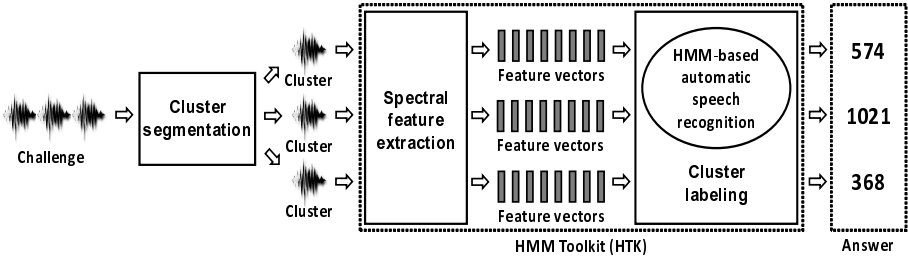 Challenge
Cluster
segmentation
Cluster
Cluster
Cluster
Spectral
feature
extraction
Feature vectors
Feature vectors
Feature vectors
HMM-based
automatic
speech
recognition
Cluster
labeling
HMM Toolkit (HTK)
574
1021
368
Answer